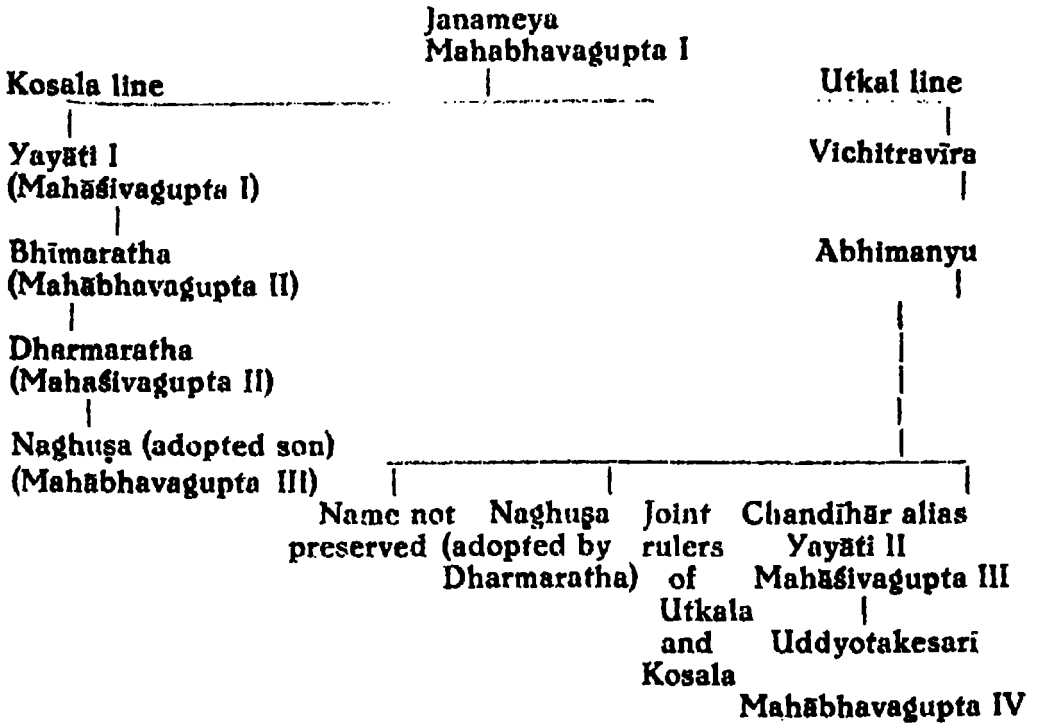 Janameya
Mahabhavagupta I
Kosala line
Utkal line
Yayāti I
(Mahāśivagupta I)
Vichitravīra
Bhīmaratha
(Mahābhavagupta II)
Abhimanyu
Dharmaratha
(Mahaśivagupta II)
Naghuṣa (adopted son)
(Mahābhavagupta III)
Name not
preserved
Naghuṣa
(adopted by
Dharmaratha)
Joint
rulers
of
Utkala
and
Kosala
Chandīhār alias
Yayāti II
Mahāśivagupta III
Uddyotakesari
Mahābhavagupta IV